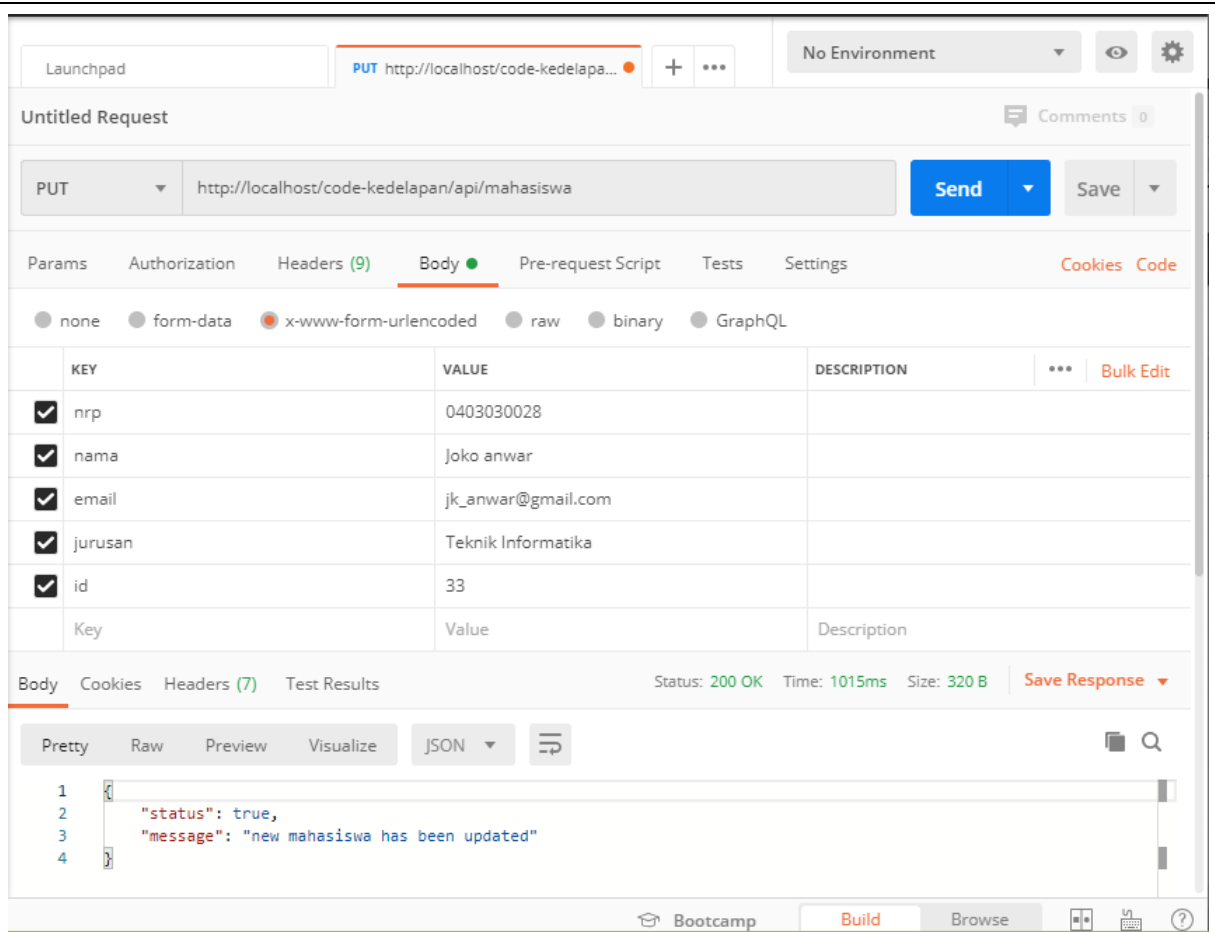 Launchpad PUT http://localhost/code-kedelapa... No Environment
Untitled Request Comments 0
PUT http://localhost/code-kedelapan/api/mahasiswa Send Save
Params Authorization Headers (9) Body Pre-request Script Tests Settings Cookies Code
none form-data x-www-form-urlencoded raw binary GraphQL
KEY VALUE DESCRIPTION Bulk Edit
nrp 0403030028
nama Joko anwar
email jk_anwar@gmail.com
jurusan Teknik Informatika
id 33
Key Value Description
Body Cookies Headers (7) Test Results Status: 200 OK Time: 1015ms Size: 320 B Save Response
Pretty Raw Preview Visualize JSON
1 {
2 "status": true,
3 "message": "new mahasiswa has been updated"
4 }
Bootcamp Build Browse